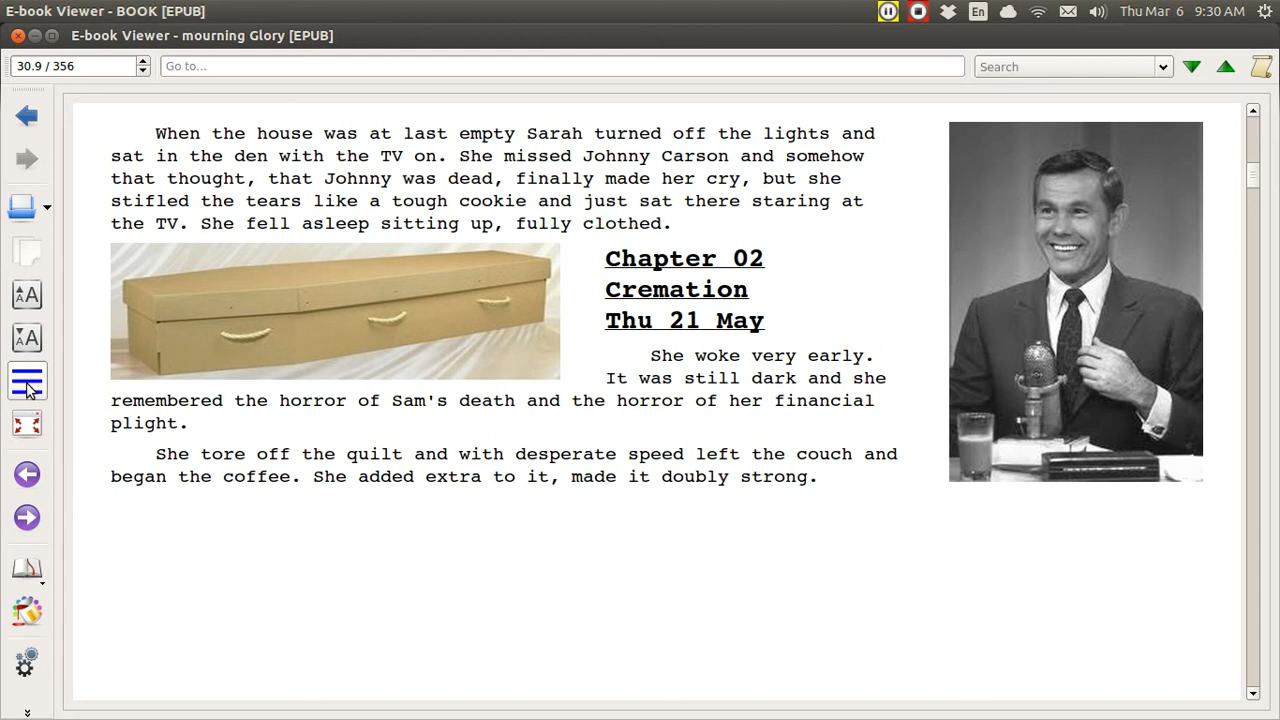 E-book Viewer - BOOK [EPUB]
En
Thu Mar 6 9:30 AM
E-book Viewer - mourning Glory [EPUB]
30.9 / 356
Go to...
Search
When the house was at last empty Sarah turned off the lights and
sat in the den with the TV on. She missed Johnny Carson and somehow
that thought, that Johnny was dead, finally made her cry, but she
stifled the tears like a tough cookie and just sat there staring at
the TV. She fell asleep sitting up, fully clothed.
Chapter 02
Cremation
Thu 21 May
She woke very early.
It was still dark and she
remembered the horror of Sam's death and the horror of her financial
plight.
She tore off the quilt and with desperate speed left the couch and
began the coffee. She added extra to it, made it doubly strong.
AA
AA